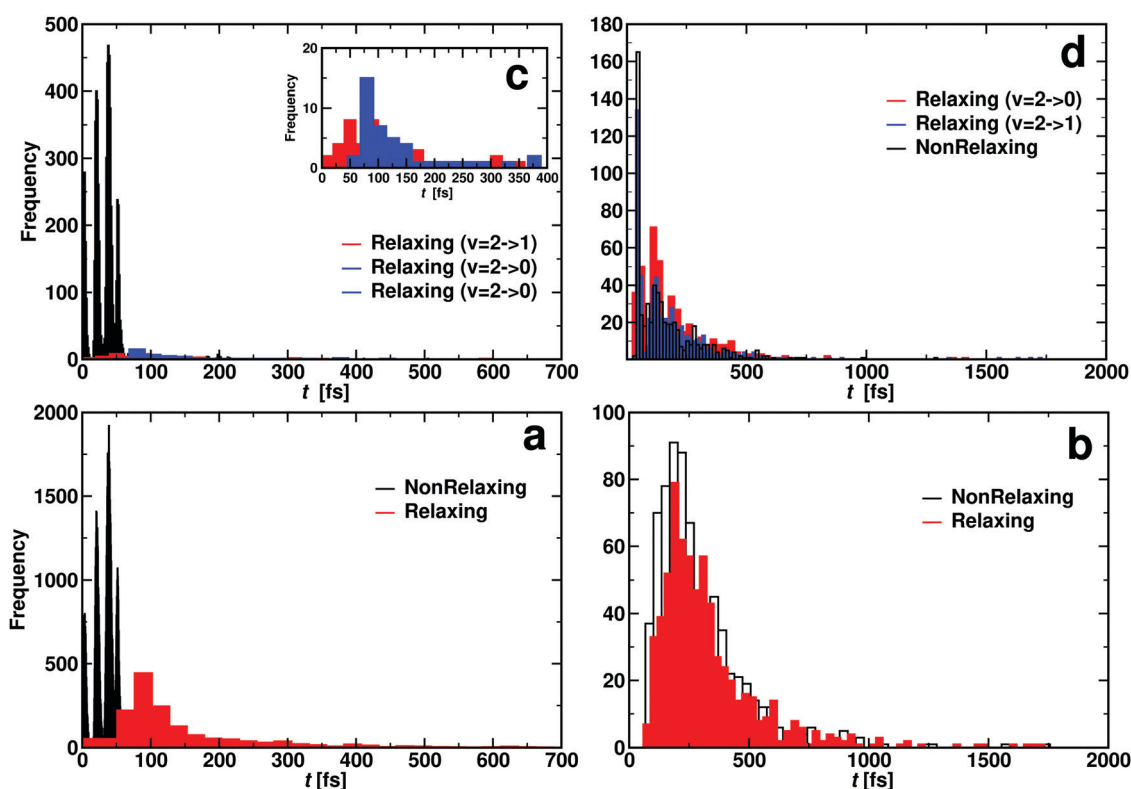 500
400
300
200
100
0
Frequency
0 100 200 300 400 500 600 700
t [fs]
c
20
10
0
Frequency
0 50 100 150 200 250 300 350 400
t [fs]
Relaxing (v=2->1)
Relaxing (v=2->0)
Relaxing (v=2->0)
180
160
140
120
100
80
60
40
20
0 500 1000 1500 2000
t [fs]
d
Relaxing (v=2->0)
Relaxing (v=2->1)
NonRelaxing
2000
1500
1000
500
0
Frequency
0 100 200 300 400 500 600 700
t [fs]
a
NonRelaxing
Relaxing
100
80
60
40
20
0
0 500 1000 1500 2000
t [fs]
b
NonRelaxing
Relaxing